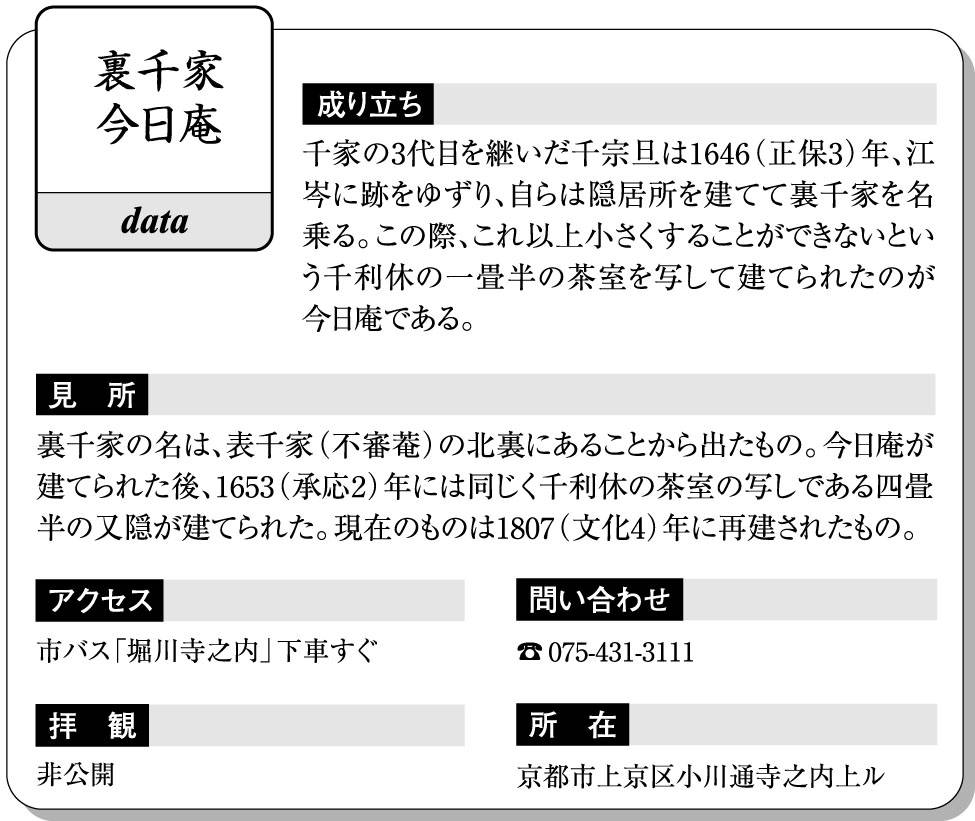 裏千家
今日庵
data
成り立ち
千家の3代目を継いだ千宗旦は1646（正保3）年、江
岑に跡をゆずり、自らは隠居所を建てて裏千家を名
乗る。この際、これ以上小さくすることができないとい
う千利休の一畳半の茶室を写して建てられたのが
今日庵である。
見　所
裏千家の名は、表千家（不審菴）の北裏にあることから出たもの。今日庵が
建てられた後、1653（承応2）年には同じく千利休の茶室の写しである四畳
半の又隠が建てられた。現在のものは1807（文化4）年に再建されたもの。
アクセス
市バス「堀川寺之内」下車すぐ
問い合わせ
☎075-431-3111
拝　観
非公開
所　在
京都市上京区小川通寺之内上ル